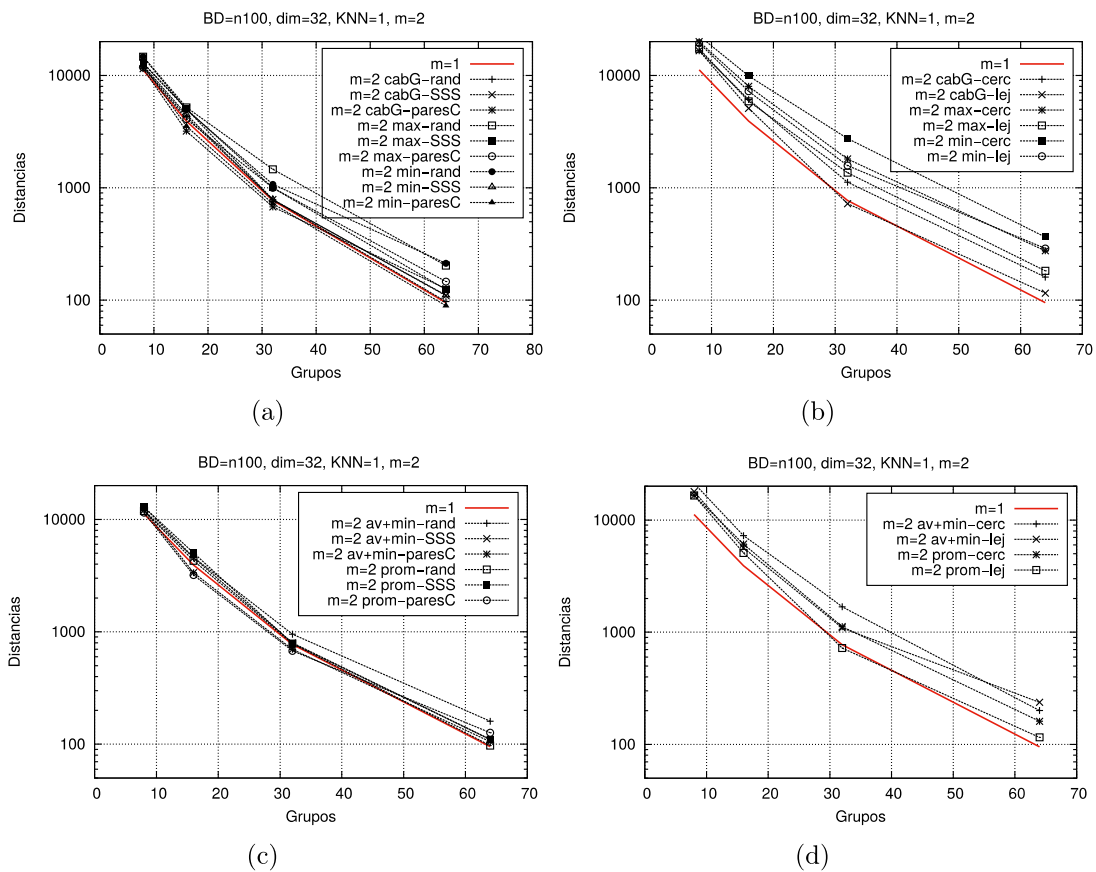 BD=n100, dim=32, KNN=1, m=2
Distancias
10000
1000
100
m=1
m=2 cabG-rand
m=2 cabG-SSS
m=2 cabG-paresC
m=2 max-rand
m=2 max-SSS
m=2 max-paresC
m=2 min-rand
m=2 min-SSS
m=2 min-paresC
0 10 20 30 40 50 60 70 80
Grupos
(a)
BD=n100, dim=32, KNN=1, m=2
Distancias
10000
1000
100
m=1
m=2 cabG-cerc
m=2 cabG-lej
m=2 max-cerc
m=2 max-lej
m=2 min-cerc
m=2 min-lej
0 10 20 30 40 50 60 70
Grupos
(b)
BD=n100, dim=32, KNN=1, m=2
Distancias
10000
1000
100
m=1
m=2 av+min-rand
m=2 av+min-SSS
m=2 av+min-paresC
m=2 prom-rand
m=2 prom-SSS
m=2 prom-paresC
0 10 20 30 40 50 60 70
Grupos
(c)
BD=n100, dim=32, KNN=1, m=2
Distancias
10000
1000
100
m=1
m=2 av+min-cerc
m=2 av+min-lej
m=2 prom-cerc
m=2 prom-lej
0 10 20 30 40 50 60 70
Grupos
(d)